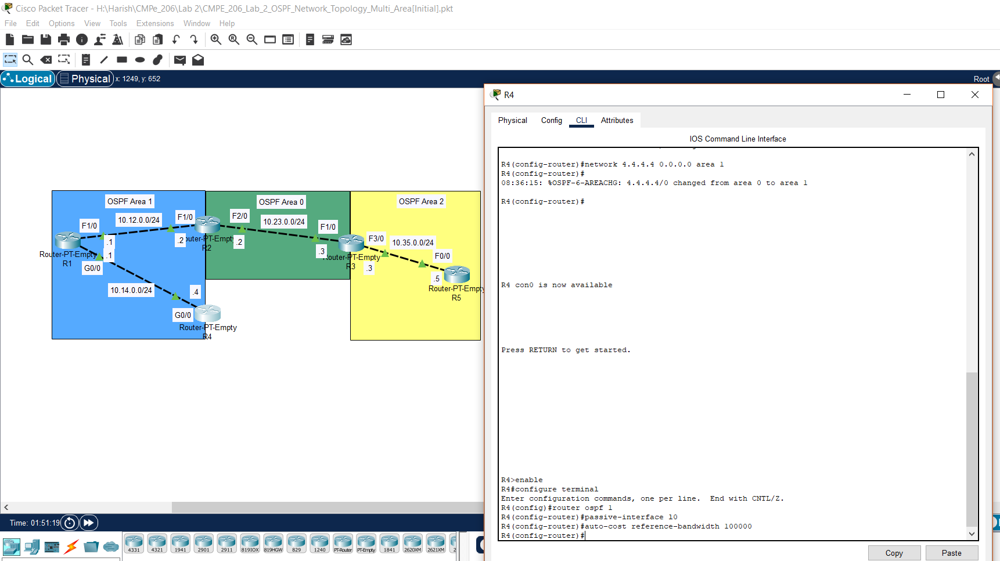 Cisco Packet Tracer - H:\Harish\CMPe_206\Lab 2\CMPE_206_Lab_2_OSPF_Network_Topology_Multi_Area[Initial].pkt
File Edit Options View Tools Extensions Window Help
Logical Physical x: 1249, y: 652 Root
R4
Physical Config CLI Attributes
IOS Command Line Interface
R4(config-router)#network 4.4.4.4 0.0.0.0 area 1
R4(config-router)#
08:36:15: %OSPF-6-AREACHG: 4.4.4.4/0 changed from area 0 to area 1
R4(config-router)#
R4 con0 is now available
Press RETURN to get started.
R4>enable
R4#configure terminal
Enter configuration commands, one per line.  End with CNTL/Z.
R4(config)#router ospf 1
R4(config-router)#passive-interface l0
R4(config-router)#auto-cost reference-bandwidth 100000
R4(config-router)#
Copy Paste
OSPF Area 1
OSPF Area 0
OSPF Area 2
F1/0
10.12.0.0/24
F1/0
F2/0
10.23.0.0/24
F1/0
F3/0
10.35.0.0/24
F0/0
.1
.1
.2
.2
.3
.3
.5
Router-PT-Empty
R1
outer-PT-Empty
R2
outer-PT-Empty
R3
Router-PT-Empty
R5
G0/0
10.14.0.0/24
.4
G0/0
Router-PT-Empty
R4
Time: 01:51:19
4331 4321 1941 2901 2911 819IOX 819HGW 829 1240 PT-Router PT-Empty 1841 2620XM 2621XM 2